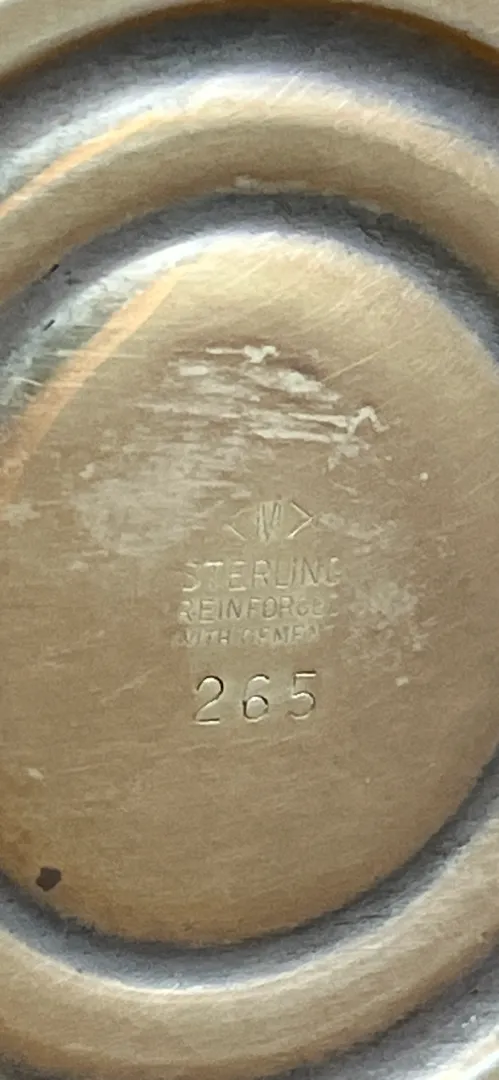 <M>
STERLING
REINFORCED
WITH CEMENT
265